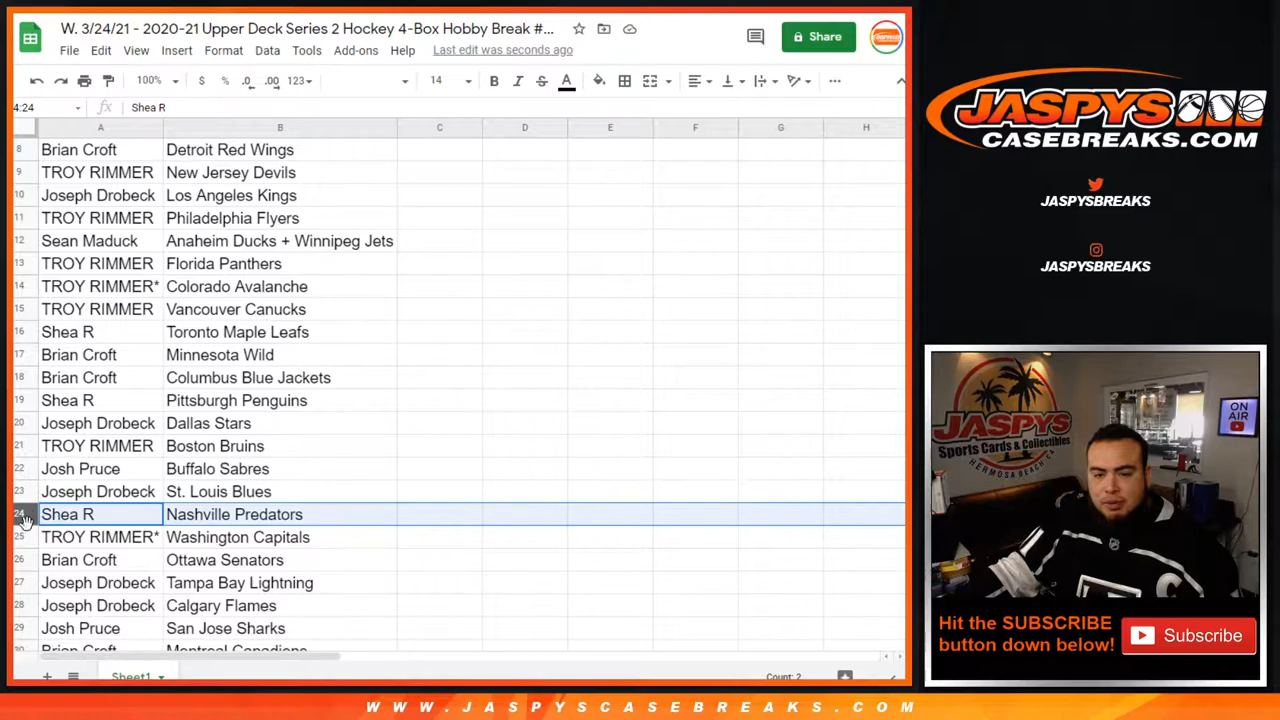 W. 3/24/21 - 2020-21 Upper Deck Series 2 Hockey 4-Box Hobby Break #...
File Edit View Insert Format Data Tools Add-ons Help Last edit was seconds ago
Share
100% $ % .0 .00 123 14 B I S A
4:24 fx Shea R
A B C D E F G H
8 Brian Croft Detroit Red Wings
9 TROY RIMMER New Jersey Devils
10 Joseph Drobeck Los Angeles Kings
11 TROY RIMMER Philadelphia Flyers
12 Sean Maduck Anaheim Ducks + Winnipeg Jets
13 TROY RIMMER Florida Panthers
14 TROY RIMMER* Colorado Avalanche
15 TROY RIMMER Vancouver Canucks
16 Shea R Toronto Maple Leafs
17 Brian Croft Minnesota Wild
18 Brian Croft Columbus Blue Jackets
19 Shea R Pittsburgh Penguins
20 Joseph Drobeck Dallas Stars
21 TROY RIMMER Boston Bruins
22 Josh Pruce Buffalo Sabres
23 Joseph Drobeck St. Louis Blues
24 Shea R Nashville Predators
25 TROY RIMMER* Washington Capitals
26 Brian Croft Ottawa Senators
27 Joseph Drobeck Tampa Bay Lightning
28 Joseph Drobeck Calgary Flames
29 Josh Pruce San Jose Sharks
30 Brian Croft Montreal Canadiens
Sheet1 Count: 2
JASPYS
CASEBREAKS.COM
JASPYSBREAKS
JASPYSBREAKS
JASPYS
Sports Cards & Collectibles
HERMOSA BEACH, CA
ON
AIR
C
Hit the SUBSCRIBE
button down below!
Subscribe
WWW.JASPYSCASEBREAKS.COM